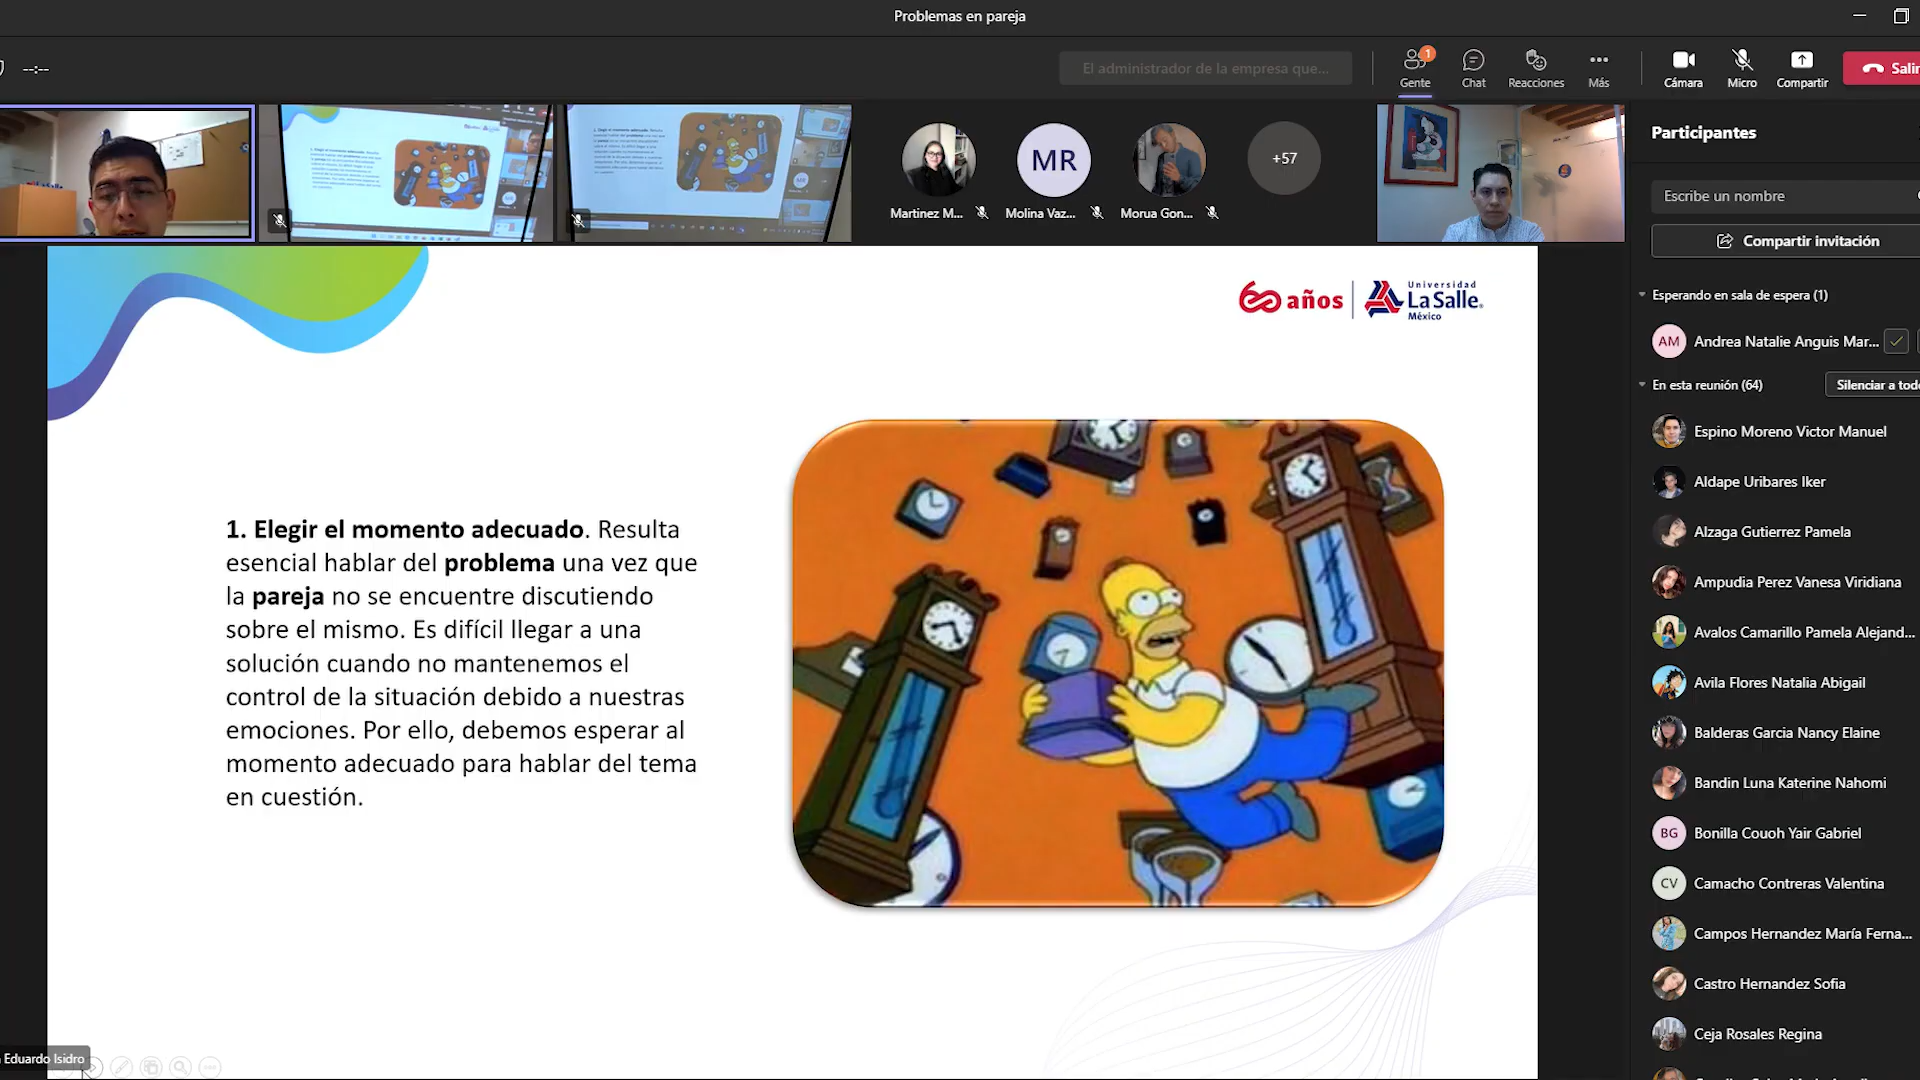 Problemas en pareja
--:--
El administrador de la empresa que...
1
Gente
Chat
Reacciones
Más
Cámara
Micro
Compartir
Salir
MR
+57
Martinez M...
Molina Vaz...
Morua Gon...
Participantes
Escribe un nombre
Compartir invitación
Esperando en sala de espera (1)
AM
Andrea Natalie Anguis Mar...
En esta reunión (64)
Silenciar a todo
Espino Moreno Victor Manuel
Aldape Uribares Iker
Alzaga Gutierrez Pamela
Ampudia Perez Vanesa Viridiana
Avalos Camarillo Pamela Alejand...
Avila Flores Natalia Abigail
Balderas Garcia Nancy Elaine
Bandin Luna Katerine Nahomi
BG
Bonilla Couoh Yair Gabriel
CV
Camacho Contreras Valentina
Campos Hernandez María Ferna...
Castro Hernandez Sofia
Ceja Rosales Regina
60 años
Universidad
La Salle
México
1. Elegir el momento adecuado. Resulta
esencial hablar del problema una vez que
la pareja no se encuentre discutiendo
sobre el mismo. Es difícil llegar a una
solución cuando no mantenemos el
control de la situación debido a nuestras
emociones. Por ello, debemos esperar al
momento adecuado para hablar del tema
en cuestión.
Eduardo Isidro